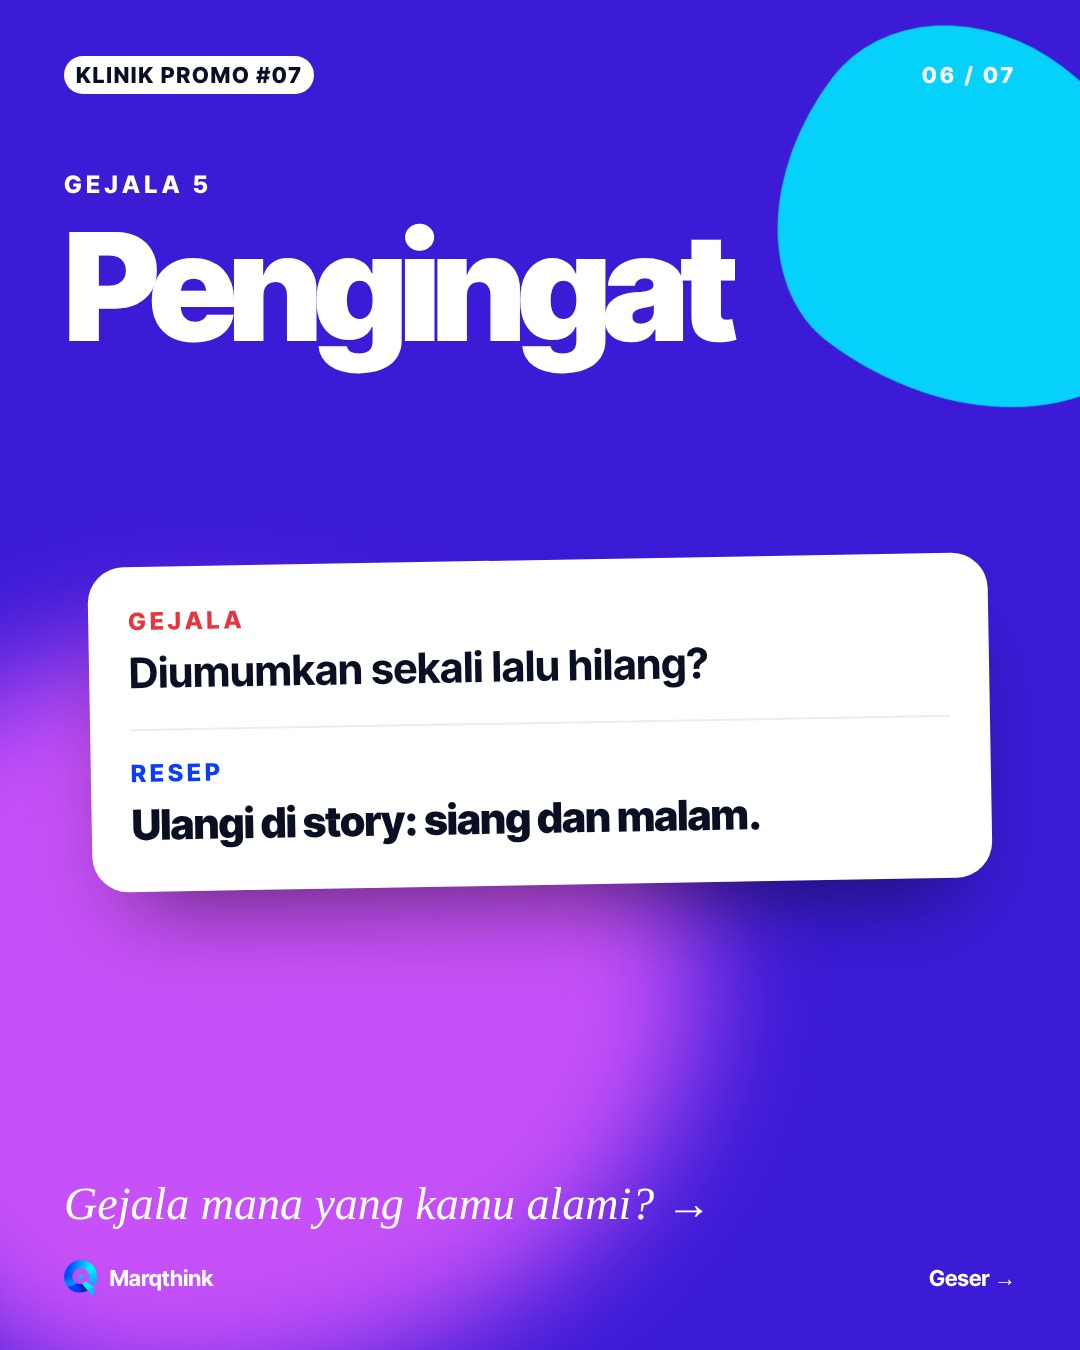 KLINIK PROMO #07
06 / 07
GEJALA 5
Pengingat
GEJALA
Diumumkan sekali lalu hilang?
RESEP
Ulangi di story: siang dan malam.
Gejala mana yang kamu alami? →
Marqthink
Geser →